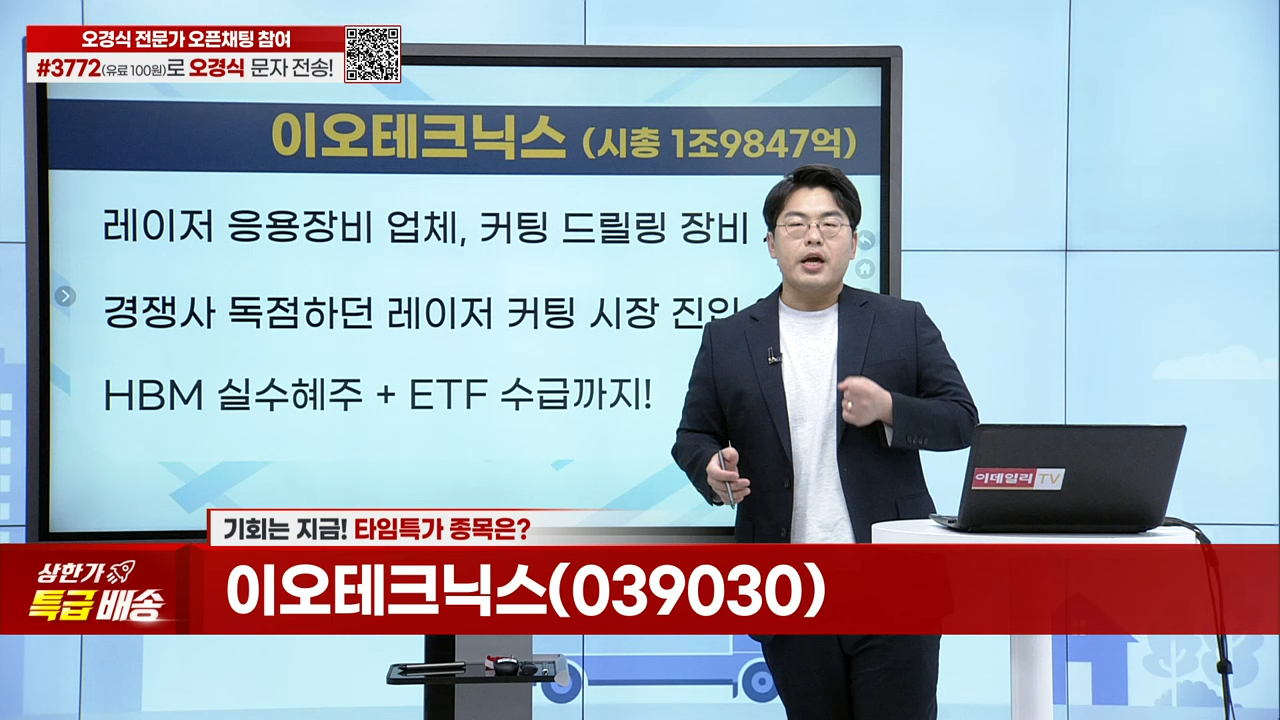 오경식 전문가 오픈채팅 참여
#3772(유료 100원)로 오경식 문자 전송!
이오테크닉스 (시총 1조9847억)
레이저 응용장비 업체, 커팅 드릴링 장비
경쟁사 독점하던 레이저 커팅 시장 진입
HBM 실수혜주 + ETF 수급까지!
이데일리TV
기회는 지금! 타임특가 종목은?
상한가
특급 배송
이오테크닉스(039030)